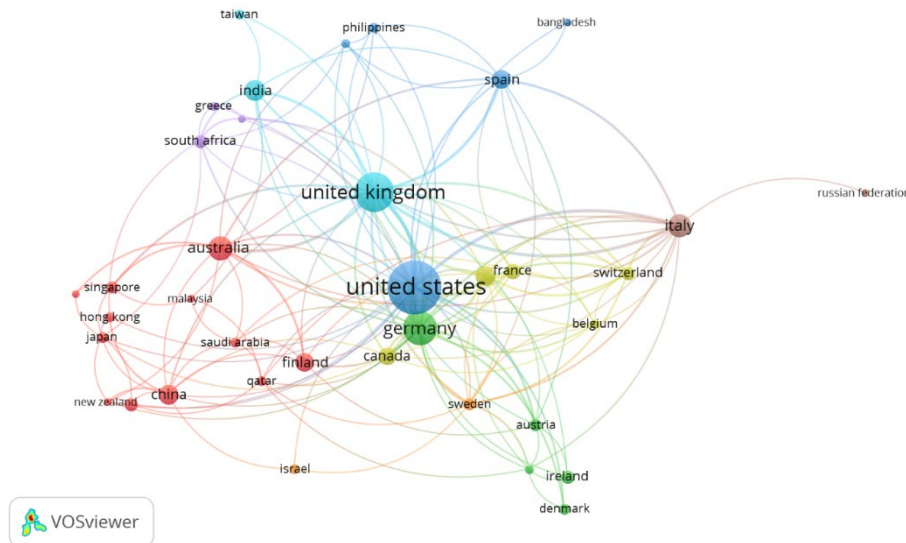 taiwan
philippines
bangladesh
spain
india
greece
south africa
united kingdom
russian federation
italy
australia
france
switzerland
united states
singapore
malaysia
hong kong
germany
belgium
japan
saudi arabia
canada
finland
qatar
china
new zealand
sweden
austria
israel
ireland
denmark
VOSviewer